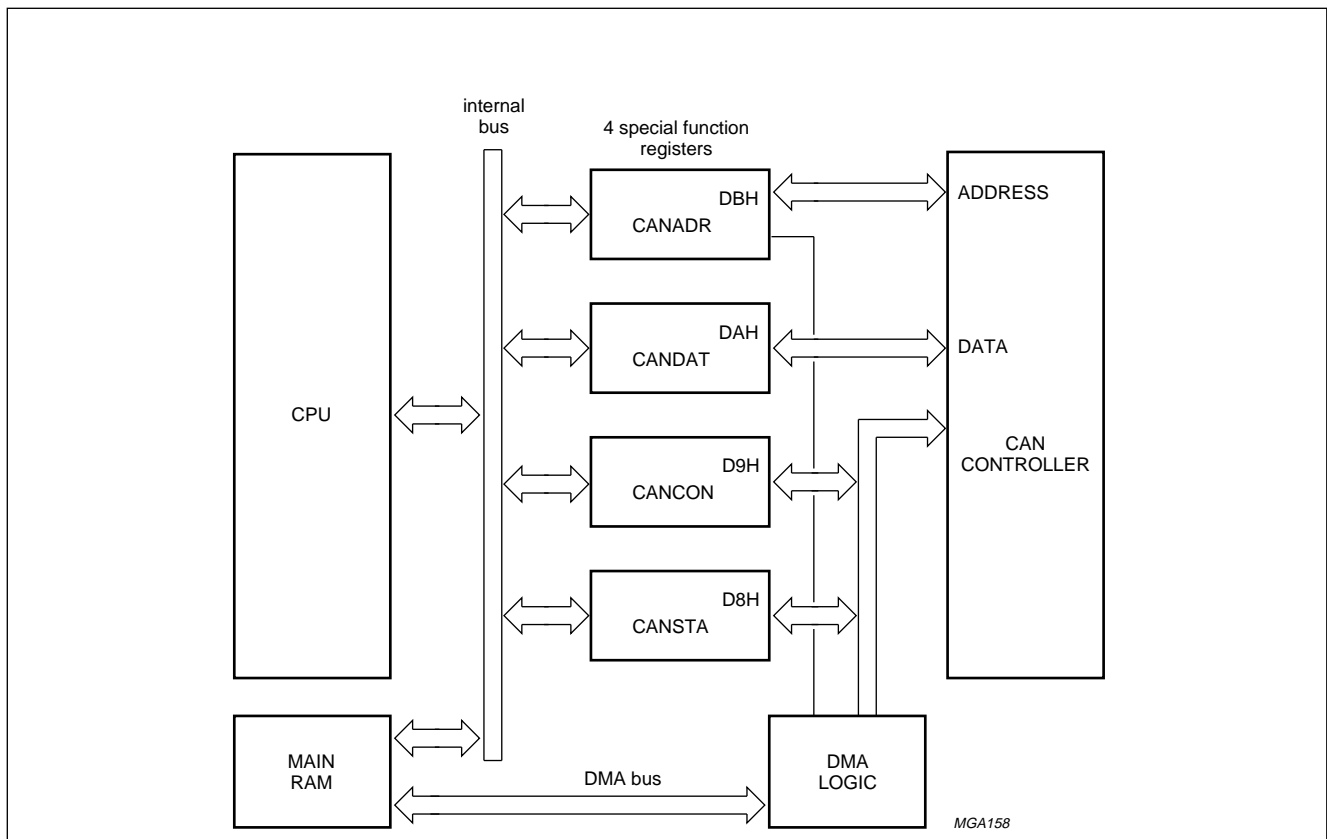 internal
bus
4 special function
registers
DBH
CANADR
ADDRESS
DAH
CANDAT
DATA
CPU
D9H
CANCON
CAN
CONTROLLER
D8H
CANSTA
MAIN
RAM
DMA bus
DMA
LOGIC
MGA158